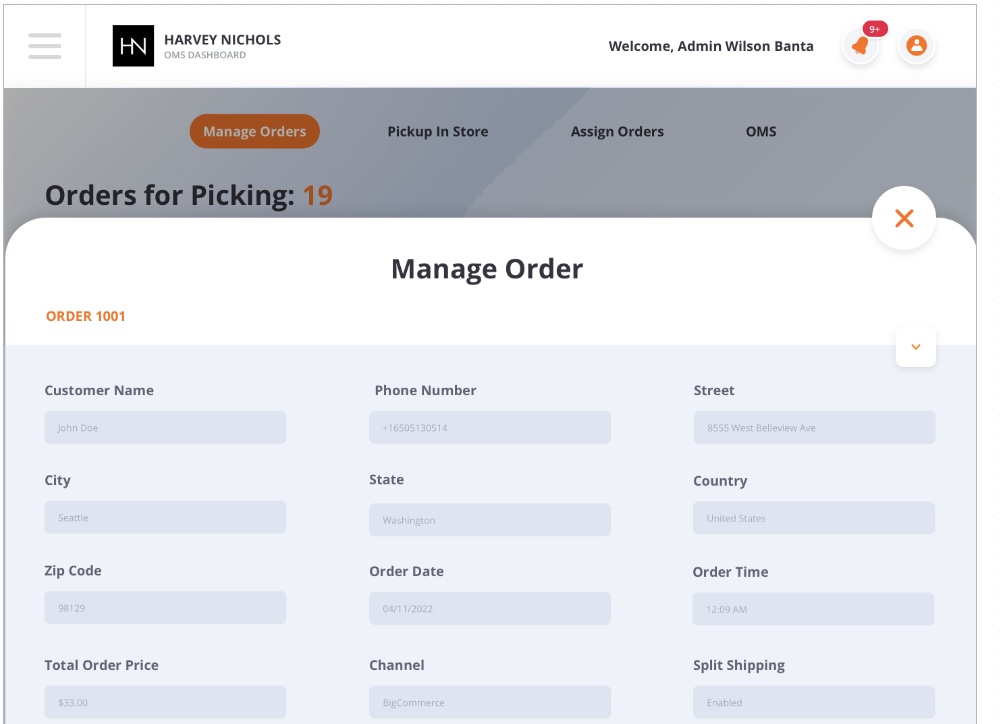 HN
HARVEY NICHOLS
OMS DASHBOARD
Welcome, Admin Wilson Banta
9+
Manage Orders
Pickup In Store
Assign Orders
OMS
Orders for Picking: 19
Manage Order
ORDER 1001
Customer Name
Phone Number
Street
John Doe
+16505130514
8555 West Belleview Ave
City
State
Country
Seattle
Washington
United States
Zip Code
Order Date
Order Time
98129
04/11/2022
12:09 AM
Total Order Price
Channel
Split Shipping
$33.00
BigCommerce
Enabled